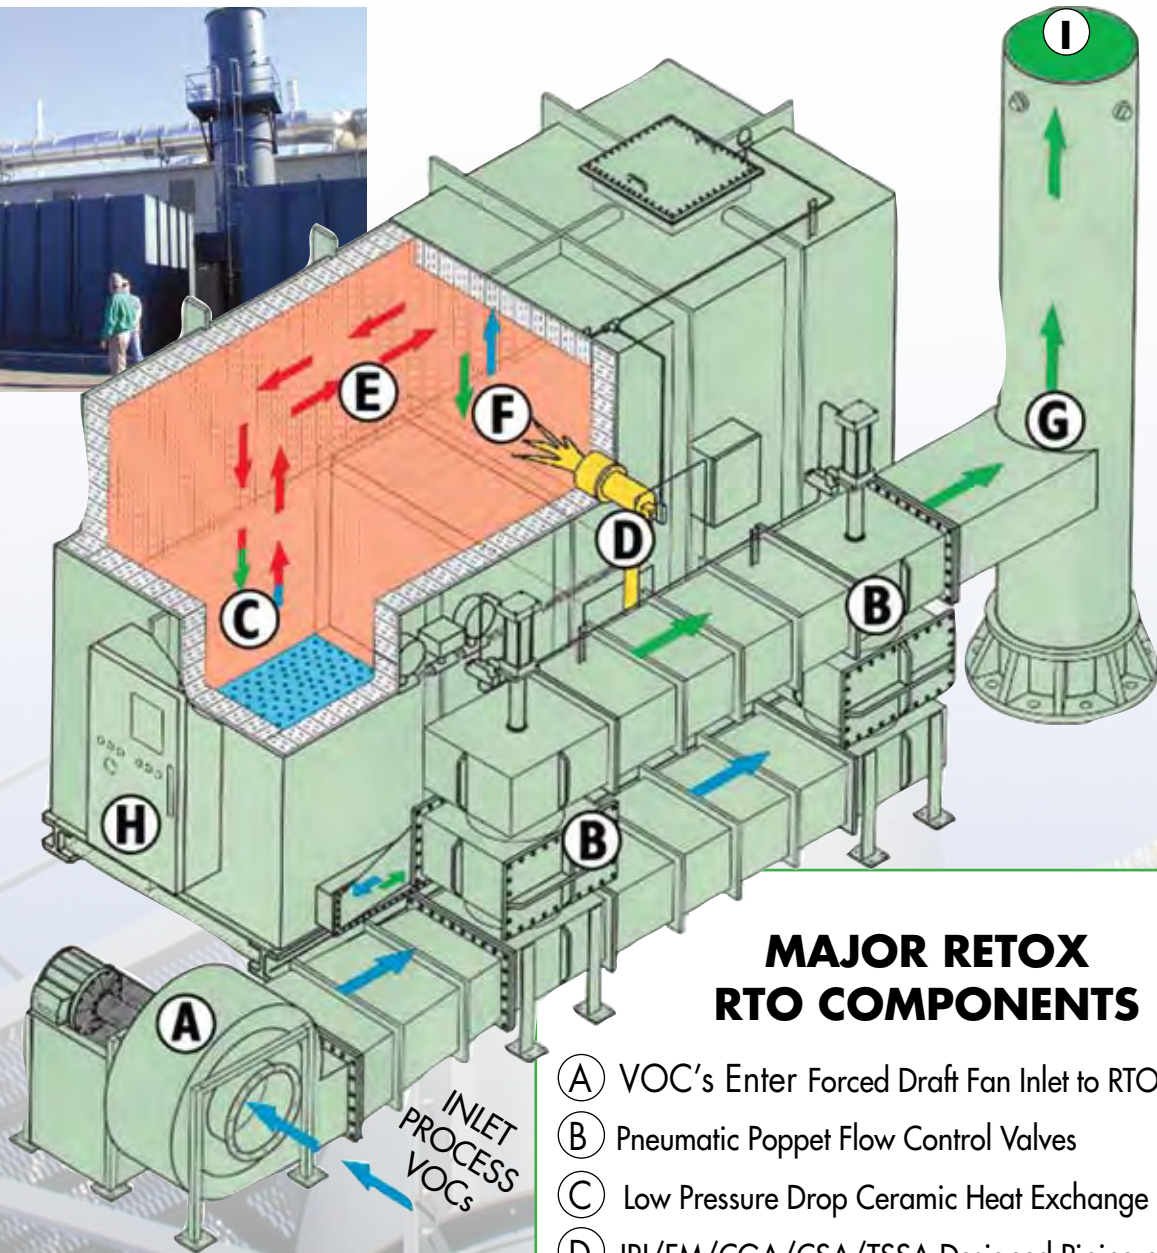 I
E
F
G
D
C
B
H
B
A
INLET
PROCESS
VOCs
MAJOR RETOX
RTO COMPONENTS
A VOC's Enter Forced Draft Fan Inlet to RTO
B Pneumatic Poppet Flow Control Valves
C Low Pressure Drop Ceramic Heat Exchange
D